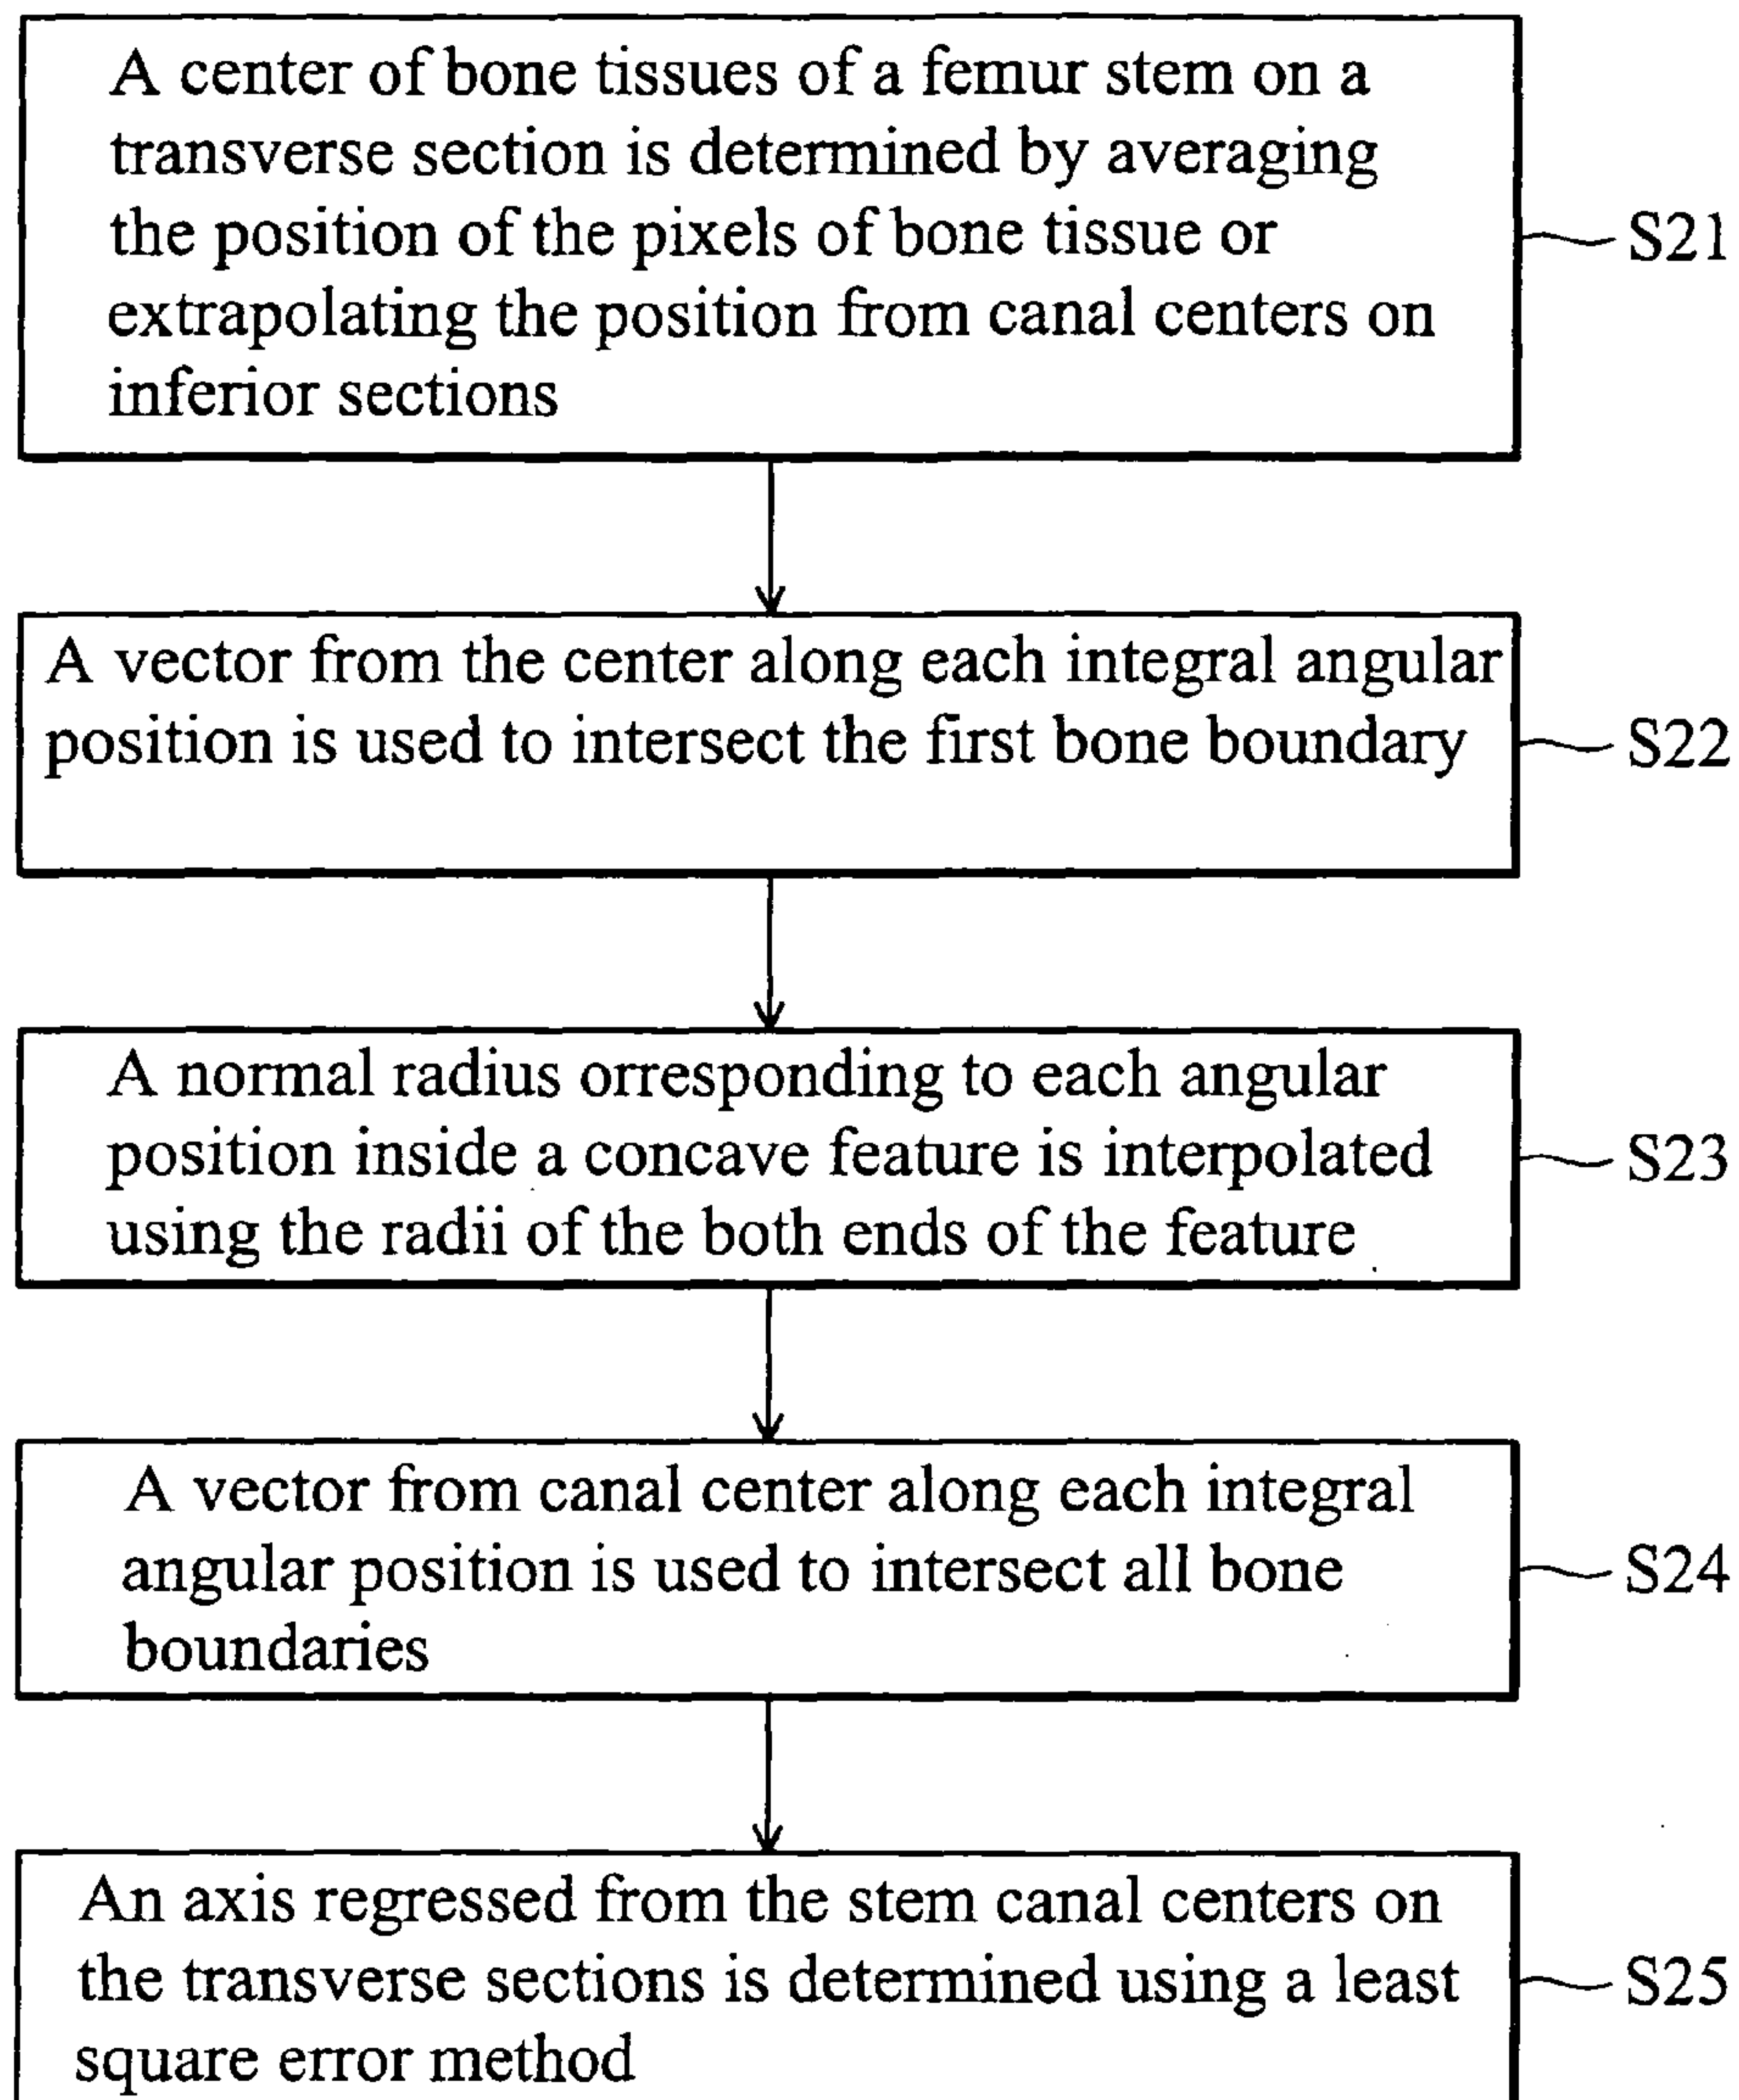 A center of bone tissues of a femur stem on a
transverse section is determined by averaging
the position of the pixels of bone tissue or
extrapolating the position from canal centers on
inferior sections
S21
A vector from the center along each integral angular
position is used to intersect the first bone boundary
S22
A normal radius orresponding to each angular
position inside a concave feature is interpolated
using the radii of the both ends of the feature
S23
A vector from canal center along each integral
angular position is used to intersect all bone
boundaries
S24
An axis regressed from the stem canal centers on
the transverse sections is determined using a least
square error method
S25